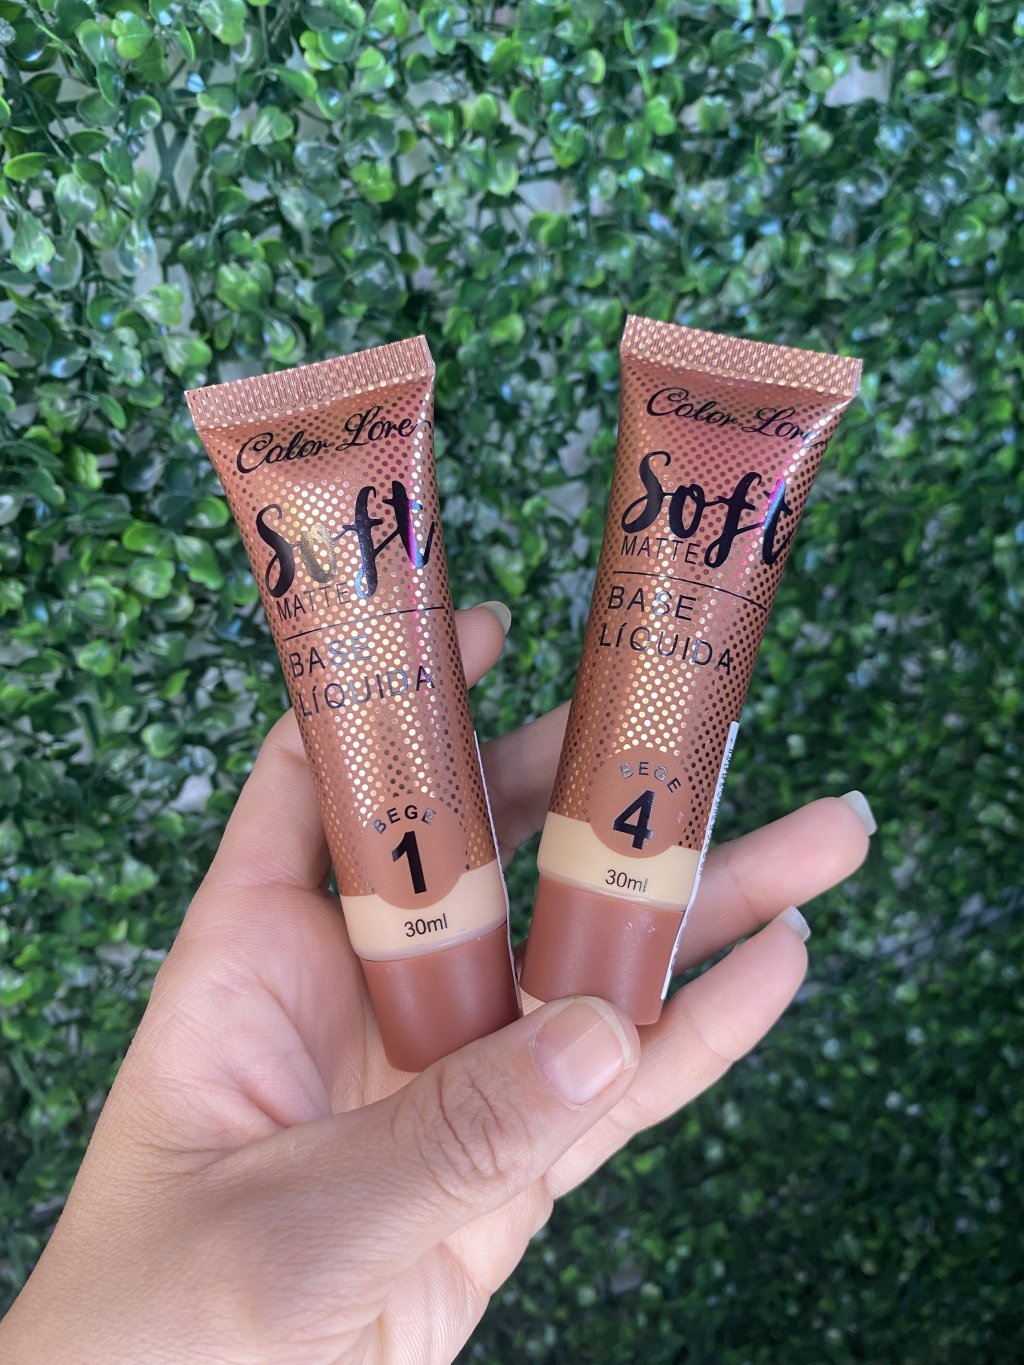 Color Lore
Soft
MATTE
BASE
LÍQUIDA
BEGE
1
30ml
Color Lore
Soft
MATTE
BASE
LÍQUIDA
BEGE
4
30ml